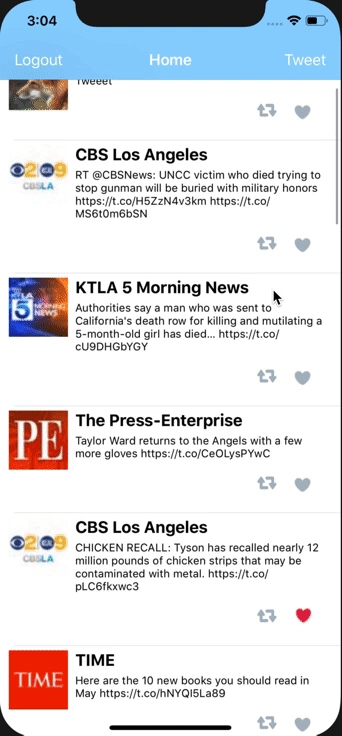 3:04
Logout Home Tweet
Tweeet
CBS Los Angeles
RT @CBSNews: UNCC victim who died trying to
stop gunman will be buried with military honors
https://t.co/H5ZzN4v3km https://t.co/
MS6t0m6bSN
CBSLA
KTLA 5 Morning News
Authorities say a man who was sent to
California's death row for killing and mutilating a
5-month-old girl has died... https://t.co/
cU9DHGbYGY
5 MORNING
NEWS
The Press-Enterprise
Taylor Ward returns to the Angels with a few
more gloves https://t.co/CeOLysPYwC
PE
CBS Los Angeles
CHICKEN RECALL: Tyson has recalled nearly 12
million pounds of chicken strips that may be
contaminated with metal. https://t.co/
pLC6fkxwc3
CBSLA
TIME
Here are the 10 new books you should read in
May https://t.co/hNYQI5La89
TIME